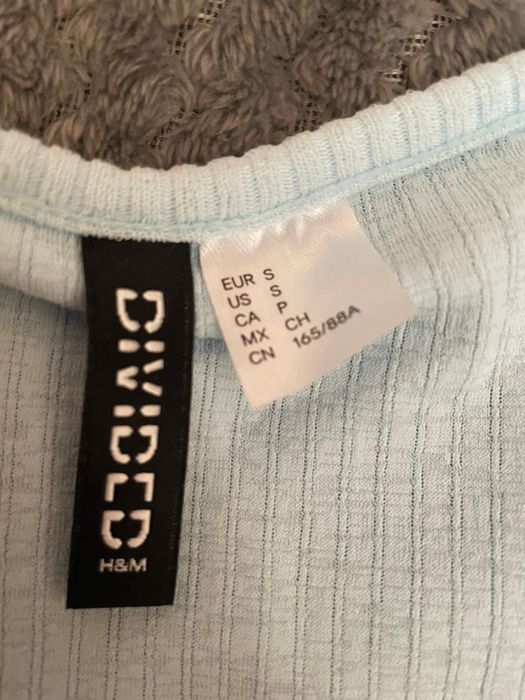 DIVIDED
H&M
EUR S
US S
CA P
MX CH
CN 165/88A